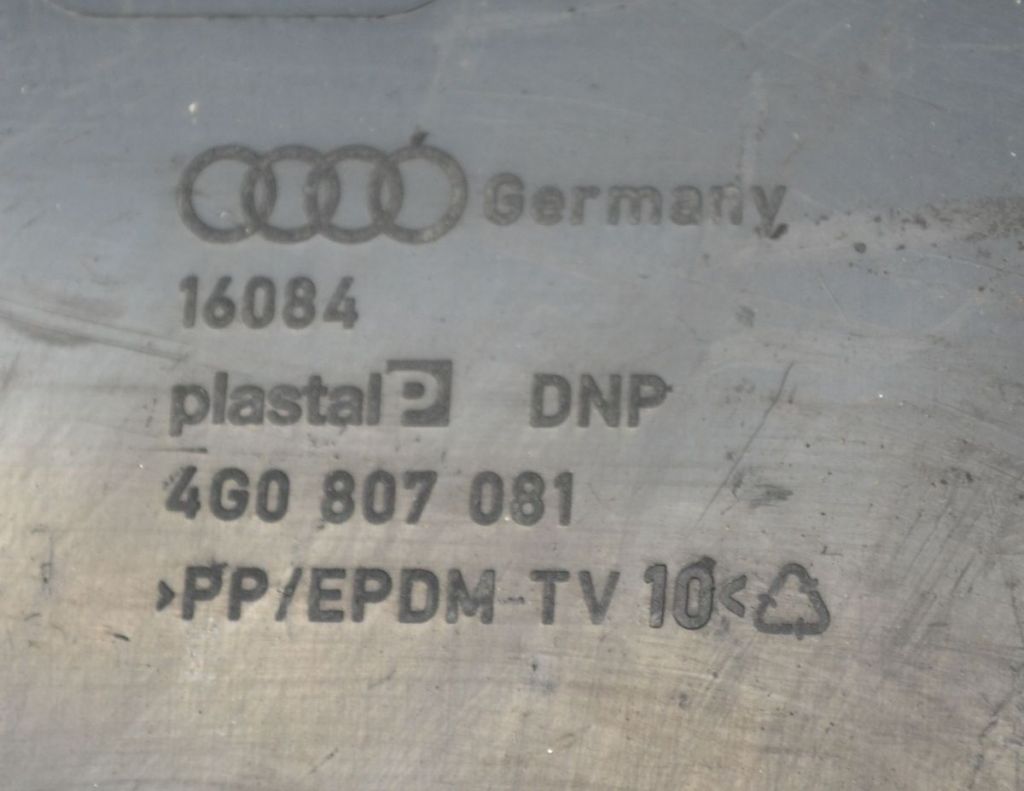 Germany
16084
plastal P DNP
4G0 807 081
>PP/EPDM-TV 10<